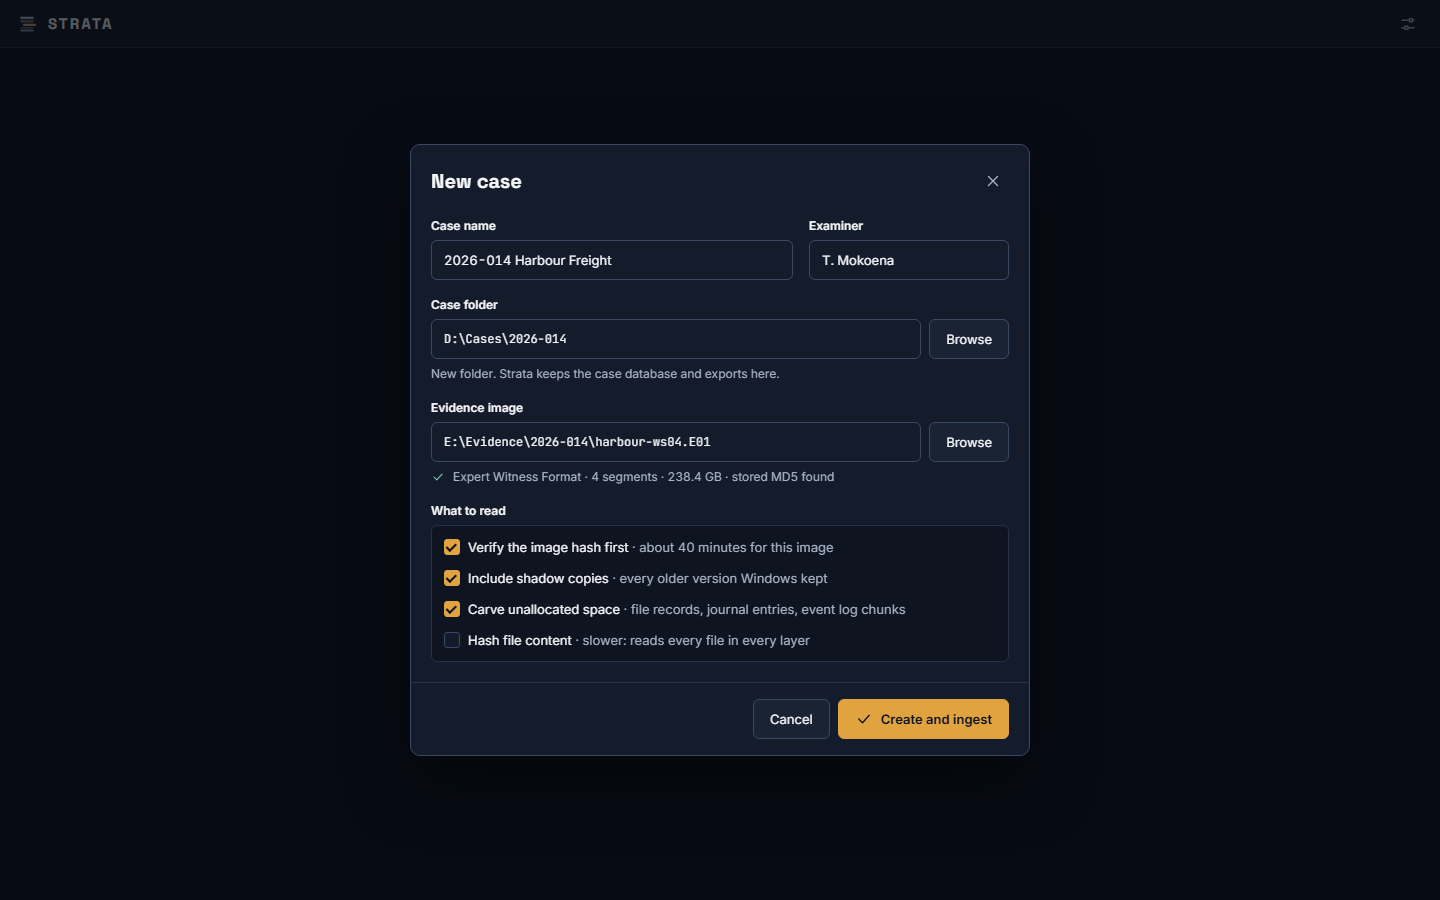 STRATA
New case
Case name
Examiner
2026-014 Harbour Freight
T. Mokoena
Case folder
D:\Cases\2026-014
Browse
New folder. Strata keeps the case database and exports here.
Evidence image
E:\Evidence\2026-014\harbour-ws04.E01
Browse
Expert Witness Format · 4 segments · 238.4 GB · stored MD5 found
What to read
Verify the image hash first · about 40 minutes for this image
Include shadow copies · every older version Windows kept
Carve unallocated space · file records, journal entries, event log chunks
Hash file content · slower: reads every file in every layer
Cancel
Create and ingest